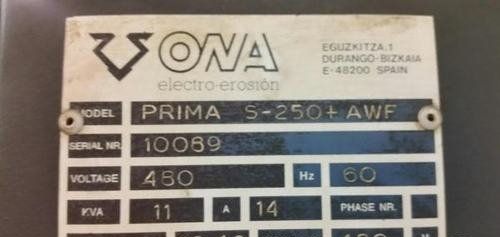 ONA
electro-erosión
EGUZKITZA,1
DURANGO-BIZKAIA
E-48200 SPAIN
MODEL PRIMA S-250+AWF
SERIAL NR. 10089
VOLTAGE 480 Hz 60
KVA 11 A 14 PHASE NR.